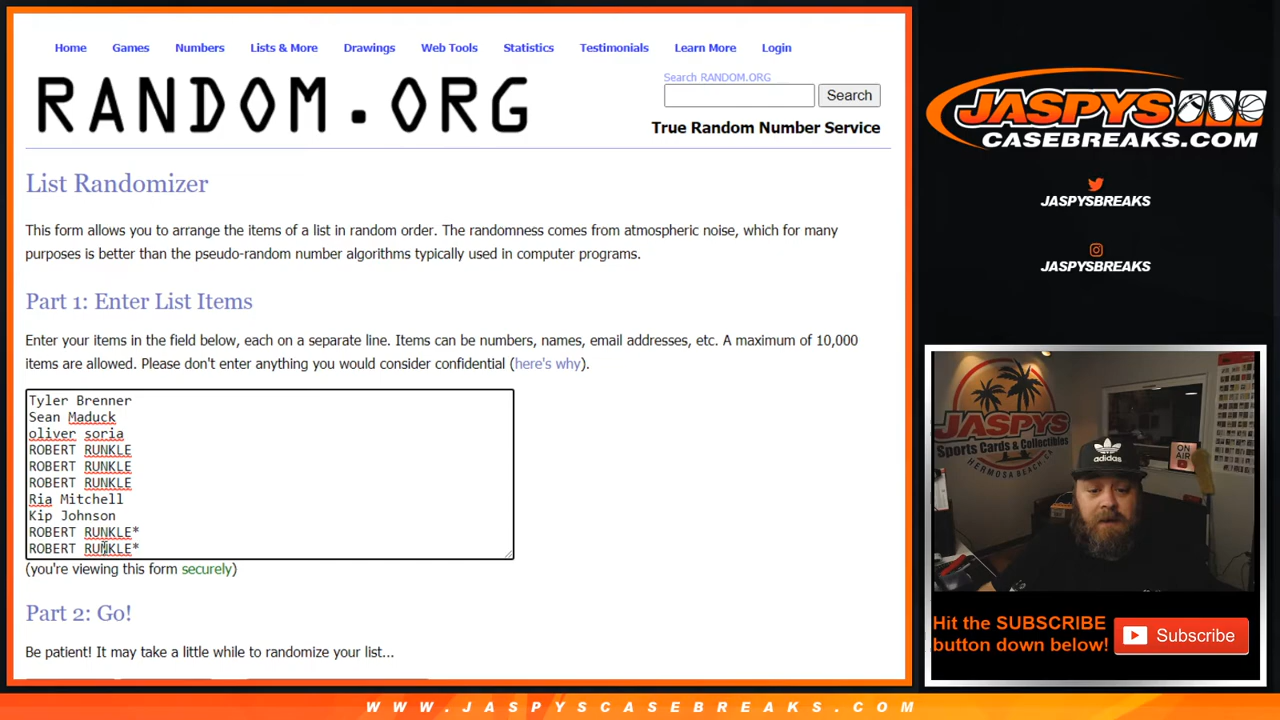 Home Games Numbers Lists & More Drawings Web Tools Statistics Testimonials Learn More Login
RANDOM.ORG
Search RANDOM.ORG
Search
True Random Number Service
List Randomizer
This form allows you to arrange the items of a list in random order. The randomness comes from atmospheric noise, which for many
purposes is better than the pseudo-random number algorithms typically used in computer programs.
Part 1: Enter List Items
Enter your items in the field below, each on a separate line. Items can be numbers, names, email addresses, etc. A maximum of 10,000
items are allowed. Please don't enter anything you would consider confidential (here's why).
Tyler Brenner
Sean Maduck
oliver soria
ROBERT RUNKLE
ROBERT RUNKLE
ROBERT RUNKLE
Ria Mitchell
Kip Johnson
ROBERT RUNKLE*
ROBERT RUNKLE*
(you're viewing this form securely)
Part 2: Go!
Be patient! It may take a little while to randomize your list...
JASPYS
CASEBREAKS.COM
JASPYSBREAKS
JASPYSBREAKS
JASPYS
Sports Cards & Collectibles
HERMOSA BEACH, CA
ON
AIR
adidas
Hit the SUBSCRIBE
button down below!
Subscribe
WWW.JASPYSCASEBREAKS.COM